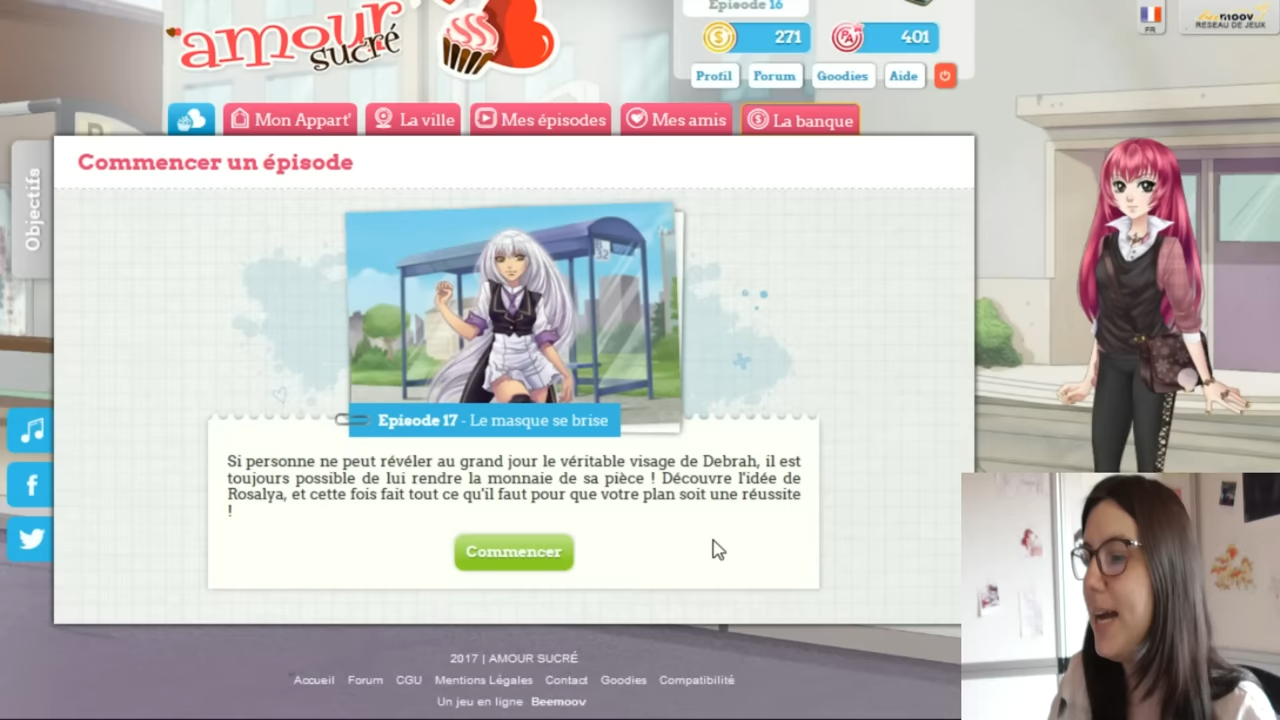 amour
sucré
Episode 16
271
401
PA
Profil
Forum
Goodies
Aide
FR
moov
RÉSEAU DE JEUX
Mon Appart'
La ville
Mes épisodes
Mes amis
La banque
Commencer un épisode
Objectifs
32
Episode 17 - Le masque se brise
Si personne ne peut révéler au grand jour le véritable visage de Debrah, il est
toujours possible de lui rendre la monnaie de sa pièce ! Découvre l'idée de
Rosalya, et cette fois fait tout ce qu'il faut pour que votre plan soit une réussite
!
Commencer
2017 | AMOUR SUCRÉ
Accueil Forum CGU Mentions Légales Contact Goodies Compatibilité
Un jeu en ligne Beemoov